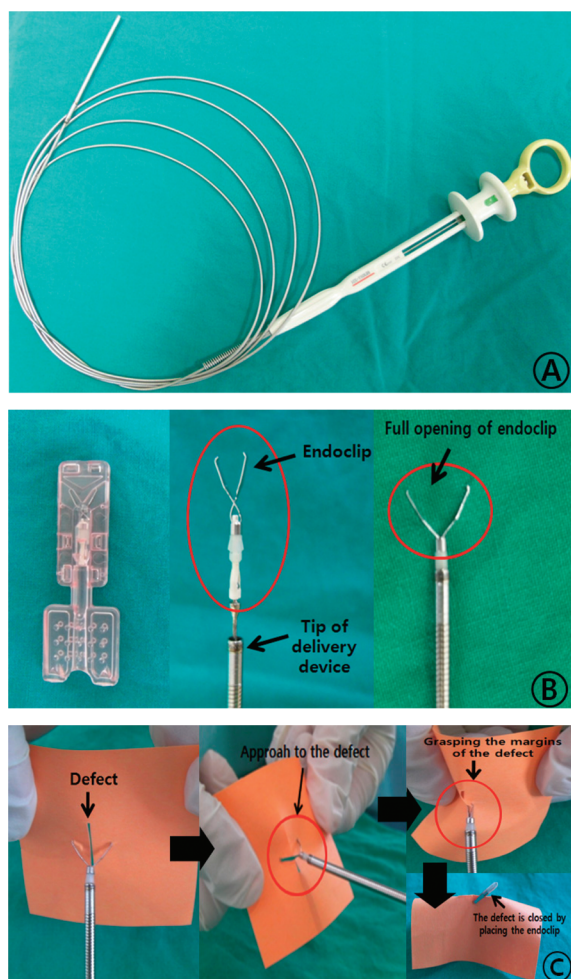 A
Endoclip
Tip of
delivery
device
Full opening of endoclip
B
Defect
Approah to the defect
Grasping the margins
of the defect
The defect is closed by
placing the endoclip
C